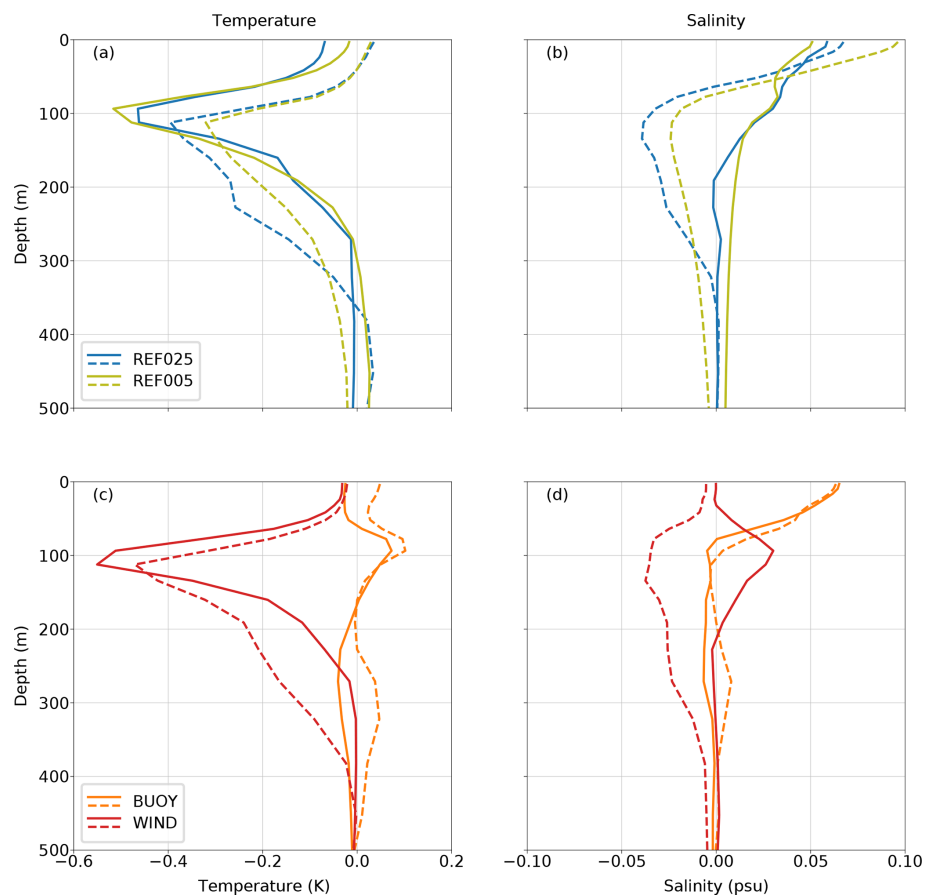 Temperature
Salinity
(a)
(b)
0
100
200
300
400
500
Depth (m)
REF025
REF005
(c)
(d)
0
100
200
300
400
500
Depth (m)
BUOY
WIND
−0.6 −0.4 −0.2 0.0 0.2
−0.10 −0.05 0.00 0.05 0.10
Temperature (K)
Salinity (psu)